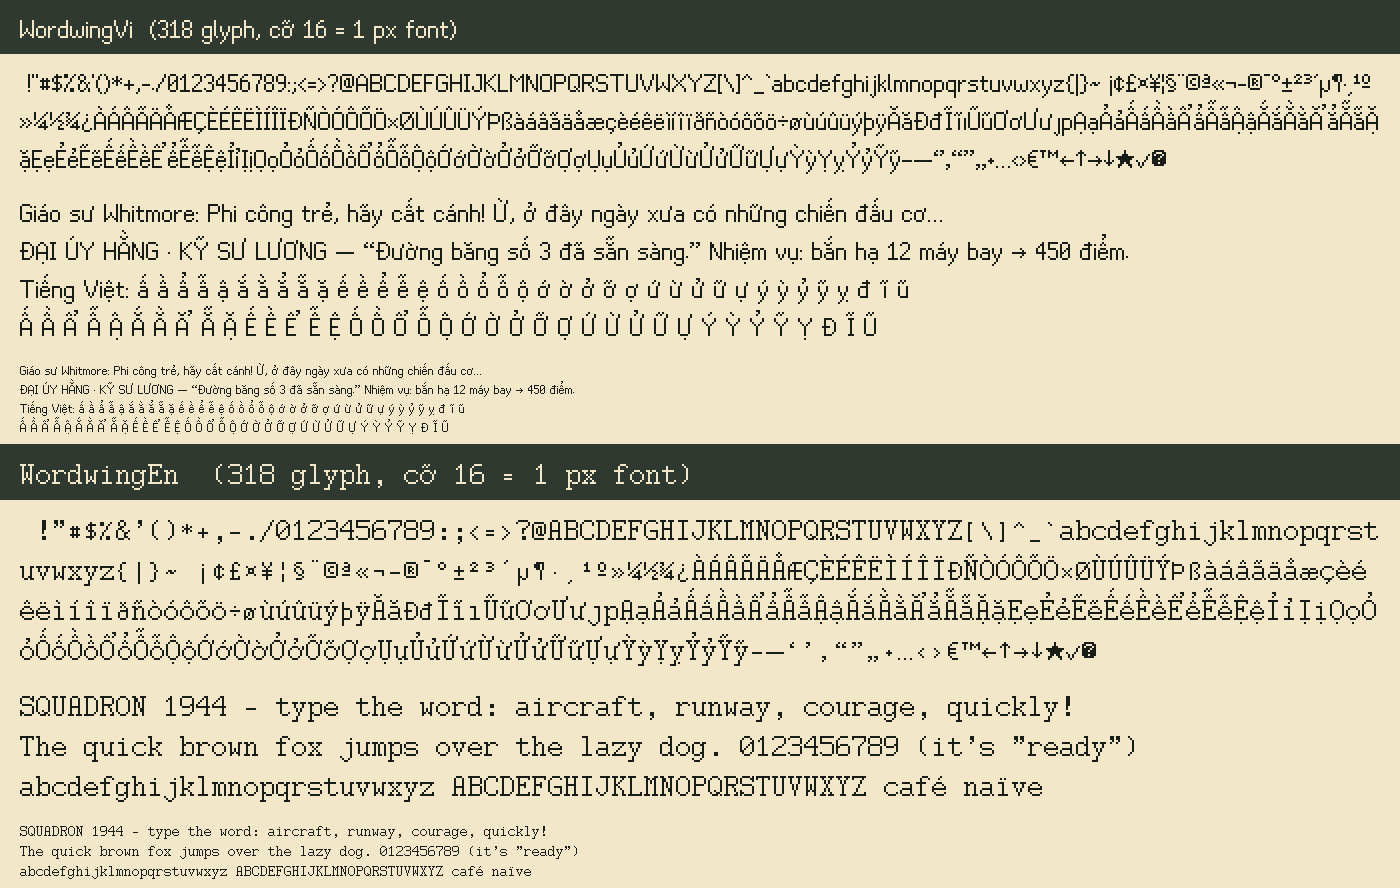 WordwingVi (318 glyph, cỡ 16 = 1 px font)
!"#$%&'()*+,-./0123456789:;<=>?@ABCDEFGHIJKLMNOPQRSTUVWXYZ[\]^_`abcdefghijklmnopqrstuvwxyz{|}~ ¡¢£¤¥¦§¨©ª«¬-®¯°±²³´µ¶·¸¹º
»¼½¾¿ÀÁÂÃÄÅÆÇÈÉÊËÌÍÎÏÐÑÒÓÔÕÖ×ØÙÚÛÜÝÞßàáâãäåæçèéêëìíîïðñòóôõö÷øùúûüýþÿĂăĐđĨĩıŨũƠơƯưȷpẠạẢảẤấẦầẨẩẪẫẬậẮắẰằẲẳẴẵẶ
ặẸẹẺẻẼẽẾếỀềỂểỄễỆệỈỉỊịỌọỎỏỐốỒồỔổỖỗỘộỚớỜờỞởỠỡỢợỤụỦủỨứỪừỬửỮữỰựỲỳỴỵỶỷỸỹ–—‘’‚“”„•…‹›€™←↑→↓★✓�
Giáo sư Whitmore: Phi công trẻ, hãy cất cánh! Ừ, ở đây ngày xưa có những chiến đấu cơ...
ĐẠI ÚY HẰNG · KỸ SƯ LƯƠNG — “Đường băng số 3 đã sẵn sàng.” Nhiệm vụ: bắn hạ 12 máy bay → 450 điểm.
Tiếng Việt: ấ ầ ẩ ẫ ậ ắ ằ ẳ ẵ ặ ế ề ể ễ ệ ố ồ ổ ỗ ộ ớ ờ ở ỡ ợ ứ ừ ử ữ ự ý ỳ ỷ ỹ ỵ đ ĩ ũ
Ấ Ầ Ẩ Ẫ Ậ Ắ Ằ Ẳ Ẵ Ặ Ế Ề Ể Ễ Ệ Ố Ồ Ổ Ỗ Ộ Ớ Ờ Ở Ỡ Ợ Ứ Ừ Ử Ữ Ự Ý Ỳ Ỷ Ỹ Ỵ Đ Ĩ Ũ
Giáo sư Whitmore: Phi công trẻ, hãy cất cánh! Ừ, ở đây ngày xưa có những chiến đấu cơ...
ĐẠI ÚY HẰNG · KỸ SƯ LƯƠNG — “Đường băng số 3 đã sẵn sàng.” Nhiệm vụ: bắn hạ 12 máy bay → 450 điểm.
Tiếng Việt: ấ ầ ẩ ẫ ậ ắ ằ ẳ ẵ ặ ế ề ể ễ ệ ố ồ ổ ỗ ộ ớ ờ ở ỡ ợ ứ ừ ử ữ ự ý ỳ ỷ ỹ ỵ đ ĩ ũ
Ấ Ầ Ẩ Ẫ Ậ Ắ Ằ Ẳ Ẵ Ặ Ế Ề Ể Ễ Ệ Ố Ồ Ổ Ỗ Ộ Ớ Ờ Ở Ỡ Ợ Ứ Ừ Ử Ữ Ự Ý Ỳ Ỷ Ỹ Ỵ Đ Ĩ Ũ
WordwingEn (318 glyph, cỡ 16 = 1 px font)
!"#$%&'()*+,-./0123456789:;<=>?@ABCDEFGHIJKLMNOPQRSTUVWXYZ[\]^_`abcdefghijklmnopqrst
uvwxyz{|}~ ¡¢£¤¥¦§¨©ª«¬-®¯°±²³´µ¶·¸¹º»¼½¾¿ÀÁÂÃÄÅÆÇÈÉÊËÌÍÎÏÐÑÒÓÔÕÖ×ØÙÚÛÜÝÞßàáâãäåæçèé
êëìíîïðñòóôõö÷øùúûüýþÿĂăĐđĨĩıŨũƠơƯưȷpẠạẢảẤấẦầẨẩẪẫẬậẮắẰằẲẳẴẵẶặẸẹẺẻẼẽẾếỀềỂểỄễỆệỈỉỊịỌọỎ
ỏỐốỒồỔổỖỗỘộỚớỜờỞởỠỡỢợỤụỦủỨứỪừỬửỮữỰựỲỳỴỵỶỷỸỹ–—‘’‚“”„•…‹›€™←↑→↓★✓�
SQUADRON 1944 - type the word: aircraft, runway, courage, quickly!
The quick brown fox jumps over the lazy dog. 0123456789 (it's "ready")
abcdefghijklmnopqrstuvwxyz ABCDEFGHIJKLMNOPQRSTUVWXYZ café naïve
SQUADRON 1944 - type the word: aircraft, runway, courage, quickly!
The quick brown fox jumps over the lazy dog. 0123456789 (it's "ready")
abcdefghijklmnopqrstuvwxyz ABCDEFGHIJKLMNOPQRSTUVWXYZ café naïve